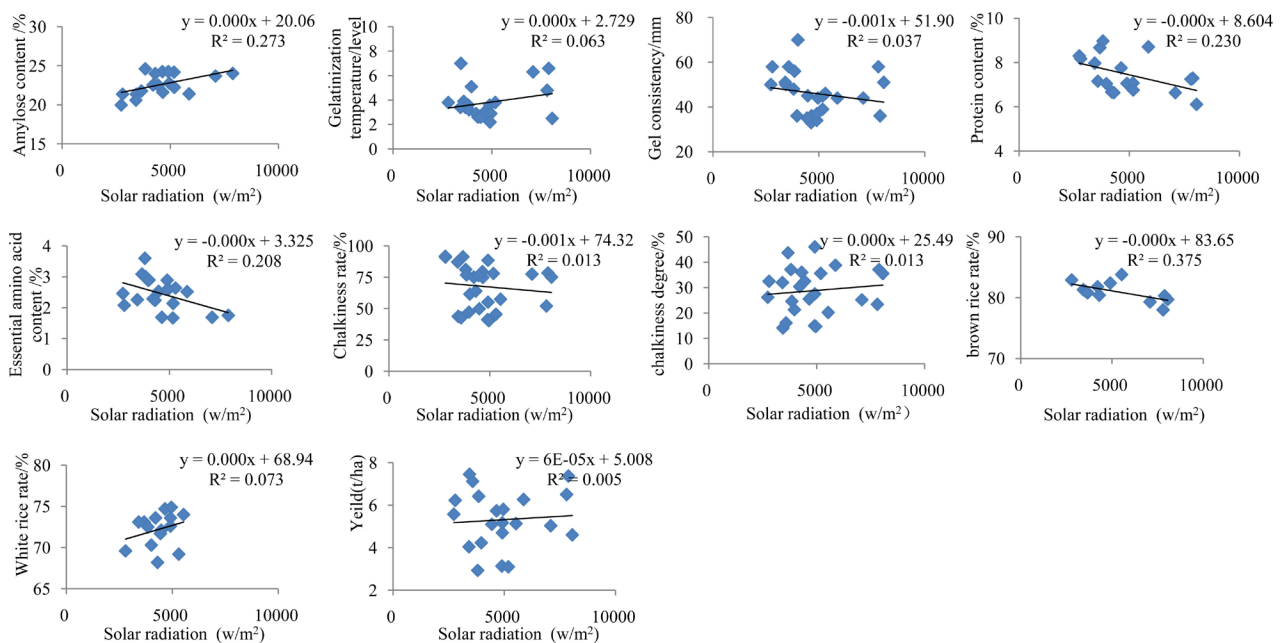 y = 0.000x + 20.06
R² = 0.273
Amylose content /%
30
25
20
15
0
5000
10000
Solar radiation (w/m²)
y = 0.000x + 2.729
R² = 0.063
Gelatinization
temperature/level
10
8
6
4
2
0
0
5000
10000
Solar radiation (w/m²)
y = -0.001x + 51.90
R² = 0.037
Gel consistency/mm
80
60
40
20
0
5000
10000
Solar radiation (w/m²)
y = -0.000x + 8.604
R² = 0.230
Protein content /%
10
8
6
4
0
5000
10000
Solar radiation (w/m²)
y = -0.000x + 3.325
R² = 0.208
Essential amino acid
content /%
4
3
2
1
0
0
5000
10000
Solar radiation (w/m²)
y = -0.001x + 74.32
R² = 0.013
Chalkiness rate/%
100
75
50
25
0
0
5000
10000
Solar radiation (w/m²)
y = 0.000x + 25.49
R² = 0.013
chalkiness degree/%
50
40
30
20
10
0
0
5000
10000
Solar radiation (w/m²)
y = -0.000x + 83.65
R² = 0.375
brown rice rate/%
90
80
70
0
5000
10000
Solar radiation (w/m²)
y = 0.000x + 68.94
R² = 0.073
White rice rate/%
80
75
70
65
0
5000
10000
Solar radiation (w/m²)
y = 6E-05x + 5.008
R² = 0.005
Yeild(t/ha)
8
6
4
2
0
5000
10000
Solar radiation (w/m²)